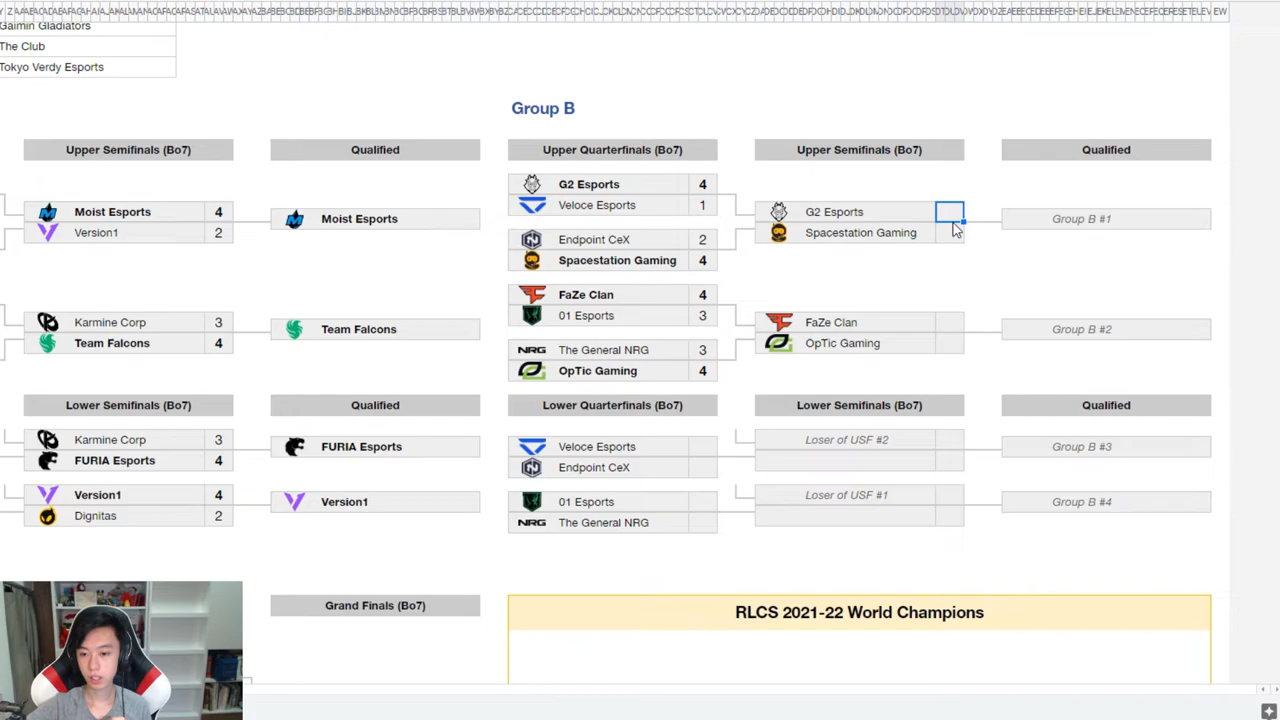 Gaimin Gladiators
The Club
Tokyo Verdy Esports
Group B
Upper Semifinals (Bo7)
Qualified
Upper Quarterfinals (Bo7)
Upper Semifinals (Bo7)
Qualified
G2 Esports 4
Veloce Esports 1
Moist Esports 4
Version1 2
Moist Esports
G2 Esports
Spacestation Gaming
Group B #1
Endpoint CeX 2
Spacestation Gaming 4
FaZe Clan 4
01 Esports 3
Karmine Corp 3
Team Falcons 4
Team Falcons
FaZe Clan
OpTic Gaming
Group B #2
NRG The General NRG 3
OpTic Gaming 4
Lower Semifinals (Bo7)
Qualified
Lower Quarterfinals (Bo7)
Lower Semifinals (Bo7)
Qualified
Karmine Corp 3
FURIA Esports 4
FURIA Esports
Veloce Esports
Endpoint CeX
Loser of USF #2
Group B #3
Version1 4
Dignitas 2
Version1
01 Esports
NRG The General NRG
Loser of USF #1
Group B #4
Grand Finals (Bo7)
RLCS 2021-22 World Champions